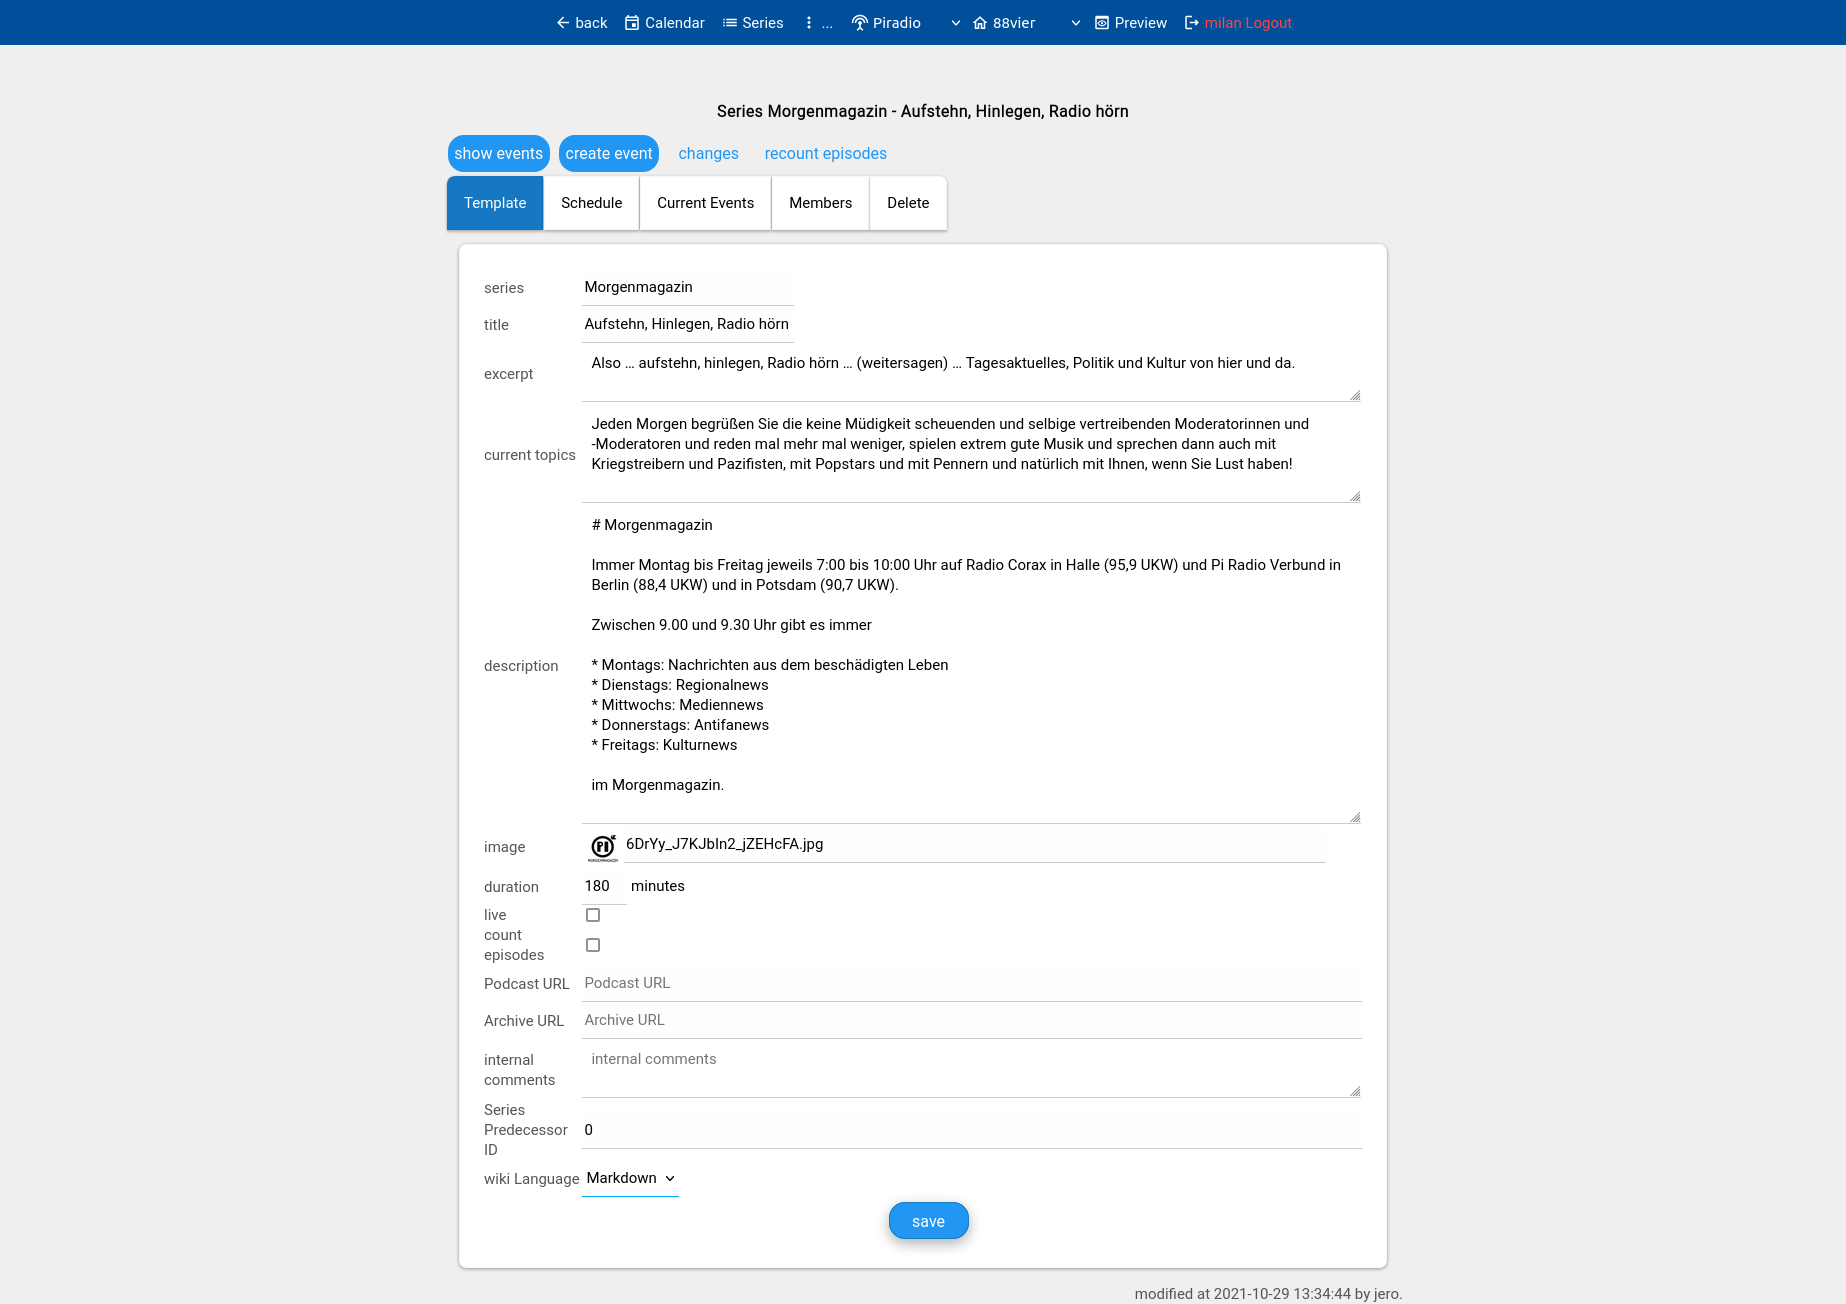 back Calendar Series ... Piradio 88vier Preview milan Logout
Series Morgenmagazin - Aufstehn, Hinlegen, Radio hörn
show events create event changes recount episodes
Template Schedule Current Events Members Delete
series Morgenmagazin
title Aufstehn, Hinlegen, Radio hörn
excerpt Also ... aufstehn, hinlegen, Radio hörn ... (weitersagen) ... Tagesaktuelles, Politik und Kultur von hier und da.
current topics Jeden Morgen begrüßen Sie die keine Müdigkeit scheuenden und selbige vertreibenden Moderatorinnen und
-Moderatoren und reden mal mehr mal weniger, spielen extrem gute Musik und sprechen dann auch mit
Kriegstreibern und Pazifisten, mit Popstars und mit Pennern und natürlich mit Ihnen, wenn Sie Lust haben!
description # Morgenmagazin
Immer Montag bis Freitag jeweils 7:00 bis 10:00 Uhr auf Radio Corax in Halle (95,9 UKW) und Pi Radio Verbund in
Berlin (88,4 UKW) und in Potsdam (90,7 UKW).
Zwischen 9.00 und 9.30 Uhr gibt es immer
* Montags: Nachrichten aus dem beschädigten Leben
* Dienstags: Regionalnews
* Mittwochs: Mediennews
* Donnerstags: Antifanews
* Freitags: Kulturnews
im Morgenmagazin.
image 6DrYy_J7KJbIn2_jZEHcFA.jpg
duration 180 minutes
live
count
episodes
Podcast URL Podcast URL
Archive URL Archive URL
internal
comments internal comments
Series
Predecessor
ID 0
wiki Language Markdown
save
modified at 2021-10-29 13:34:44 by jero.